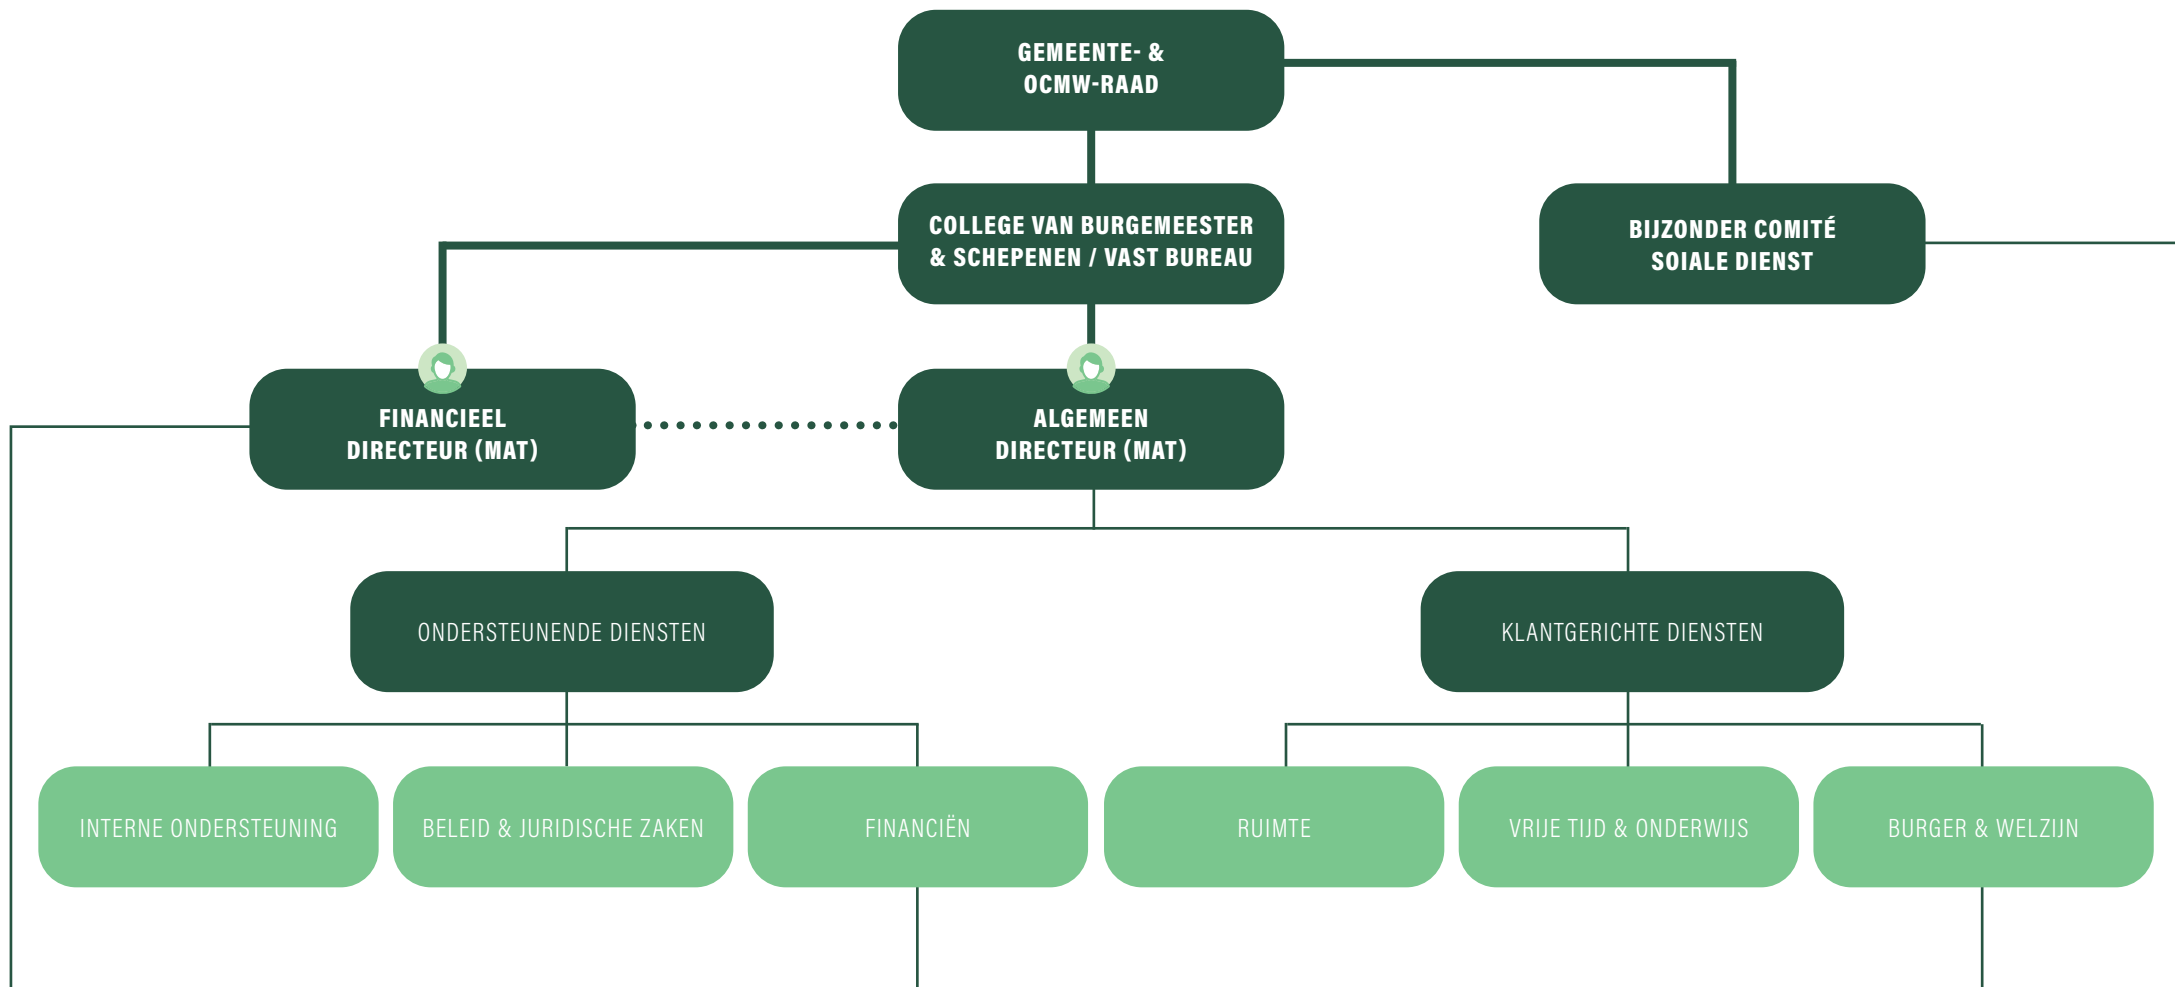 GEMEENTE- &
OCMW-RAAD
COLLEGE VAN BURGEMEESTER
& SCHEPENEN / VAST BUREAU
BIJZONDER COMITÉ
SOIALE DIENST
FINANCIEEL
DIRECTEUR (MAT)
ALGEMEEN
DIRECTEUR (MAT)
ONDERSTEUNENDE DIENSTEN
KLANTGERICHTE DIENSTEN
INTERNE ONDERSTEUNING
BELEID & JURIDISCHE ZAKEN
FINANCIËN
RUIMTE
VRIJE TIJD & ONDERWIJS
BURGER & WELZIJN